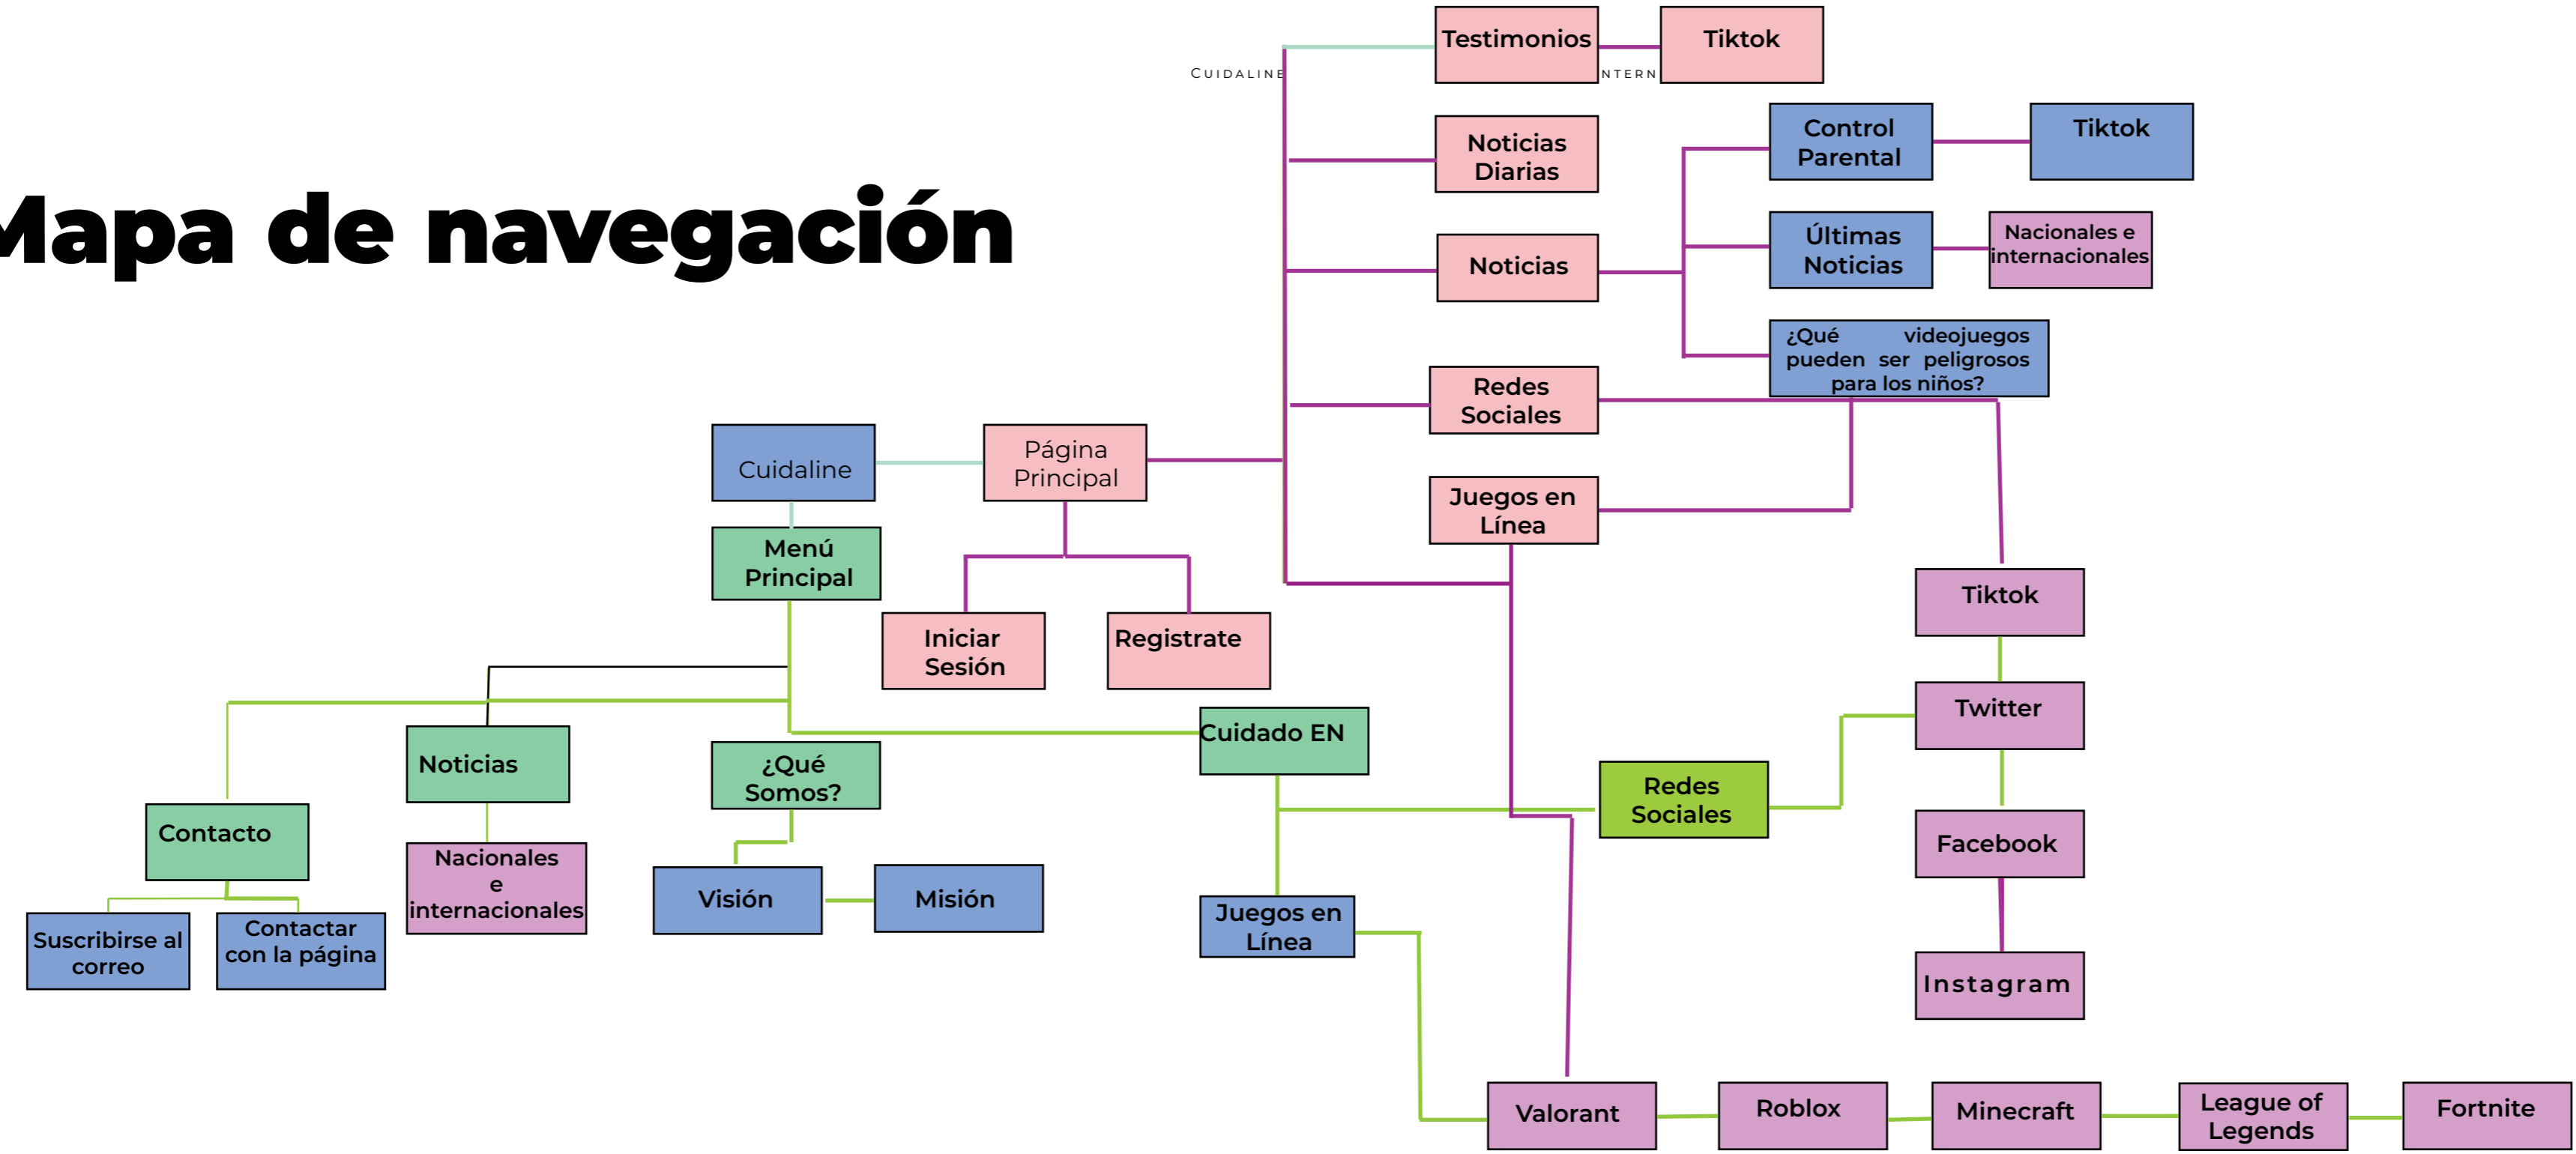 Testimonios
Tiktok
CUIDALINE
NTERN
Control
Parental
Tiktok
Noticias
Diarias
Mapa de navegación
Últimas
Noticias
Nacionales e
internacionales
Noticias
¿Qué videojuegos
pueden ser peligrosos
para los niños?
Redes
Sociales
Cuidaline
Página
Principal
Juegos en
Línea
Menú
Principal
Iniciar
Sesión
Registrate
Tiktok
Twitter
Cuidado EN
Noticias
¿Qué
Somos?
Redes
Sociales
Contacto
Facebook
Nacionales
e
internacionales
Visión
Misión
Juegos en
Línea
Suscribirse al
correo
Contactar
con la página
Instagram
Valorant
Roblox
Minecraft
League of
Legends
Fortnite